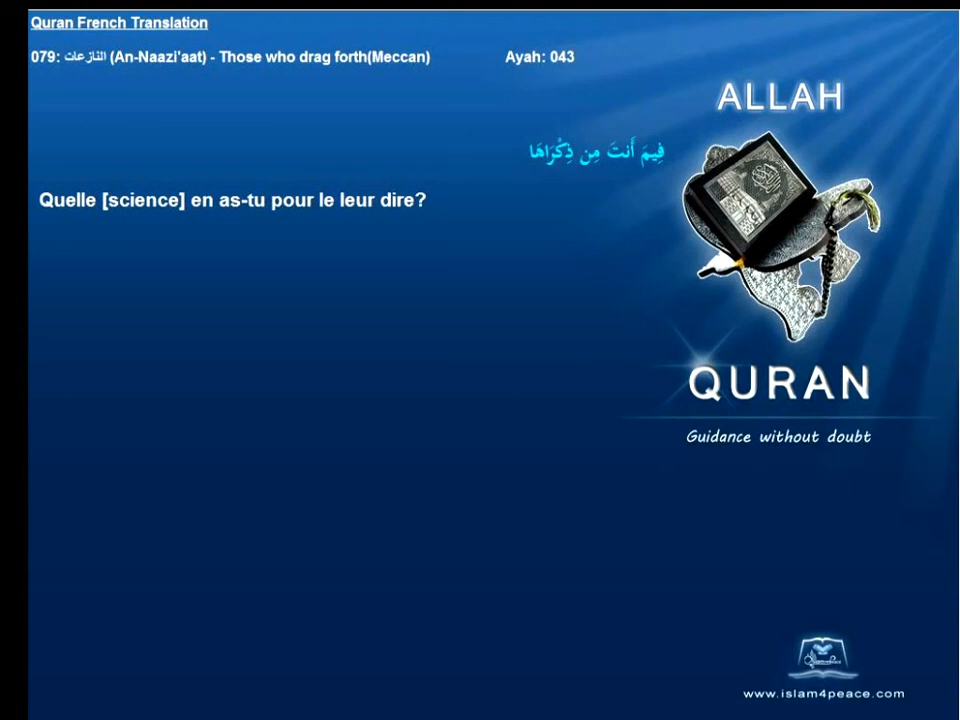 Quran French Translation
079: النازعات (An-Naazi'aat) - Those who drag forth(Meccan) Ayah: 043
ALLAH
فِيمَ أَنتَ مِن ذِكْرَاهَا
Quelle [science] en as-tu pour le leur dire?
QURAN
Guidance without doubt
www.islam4peace.com